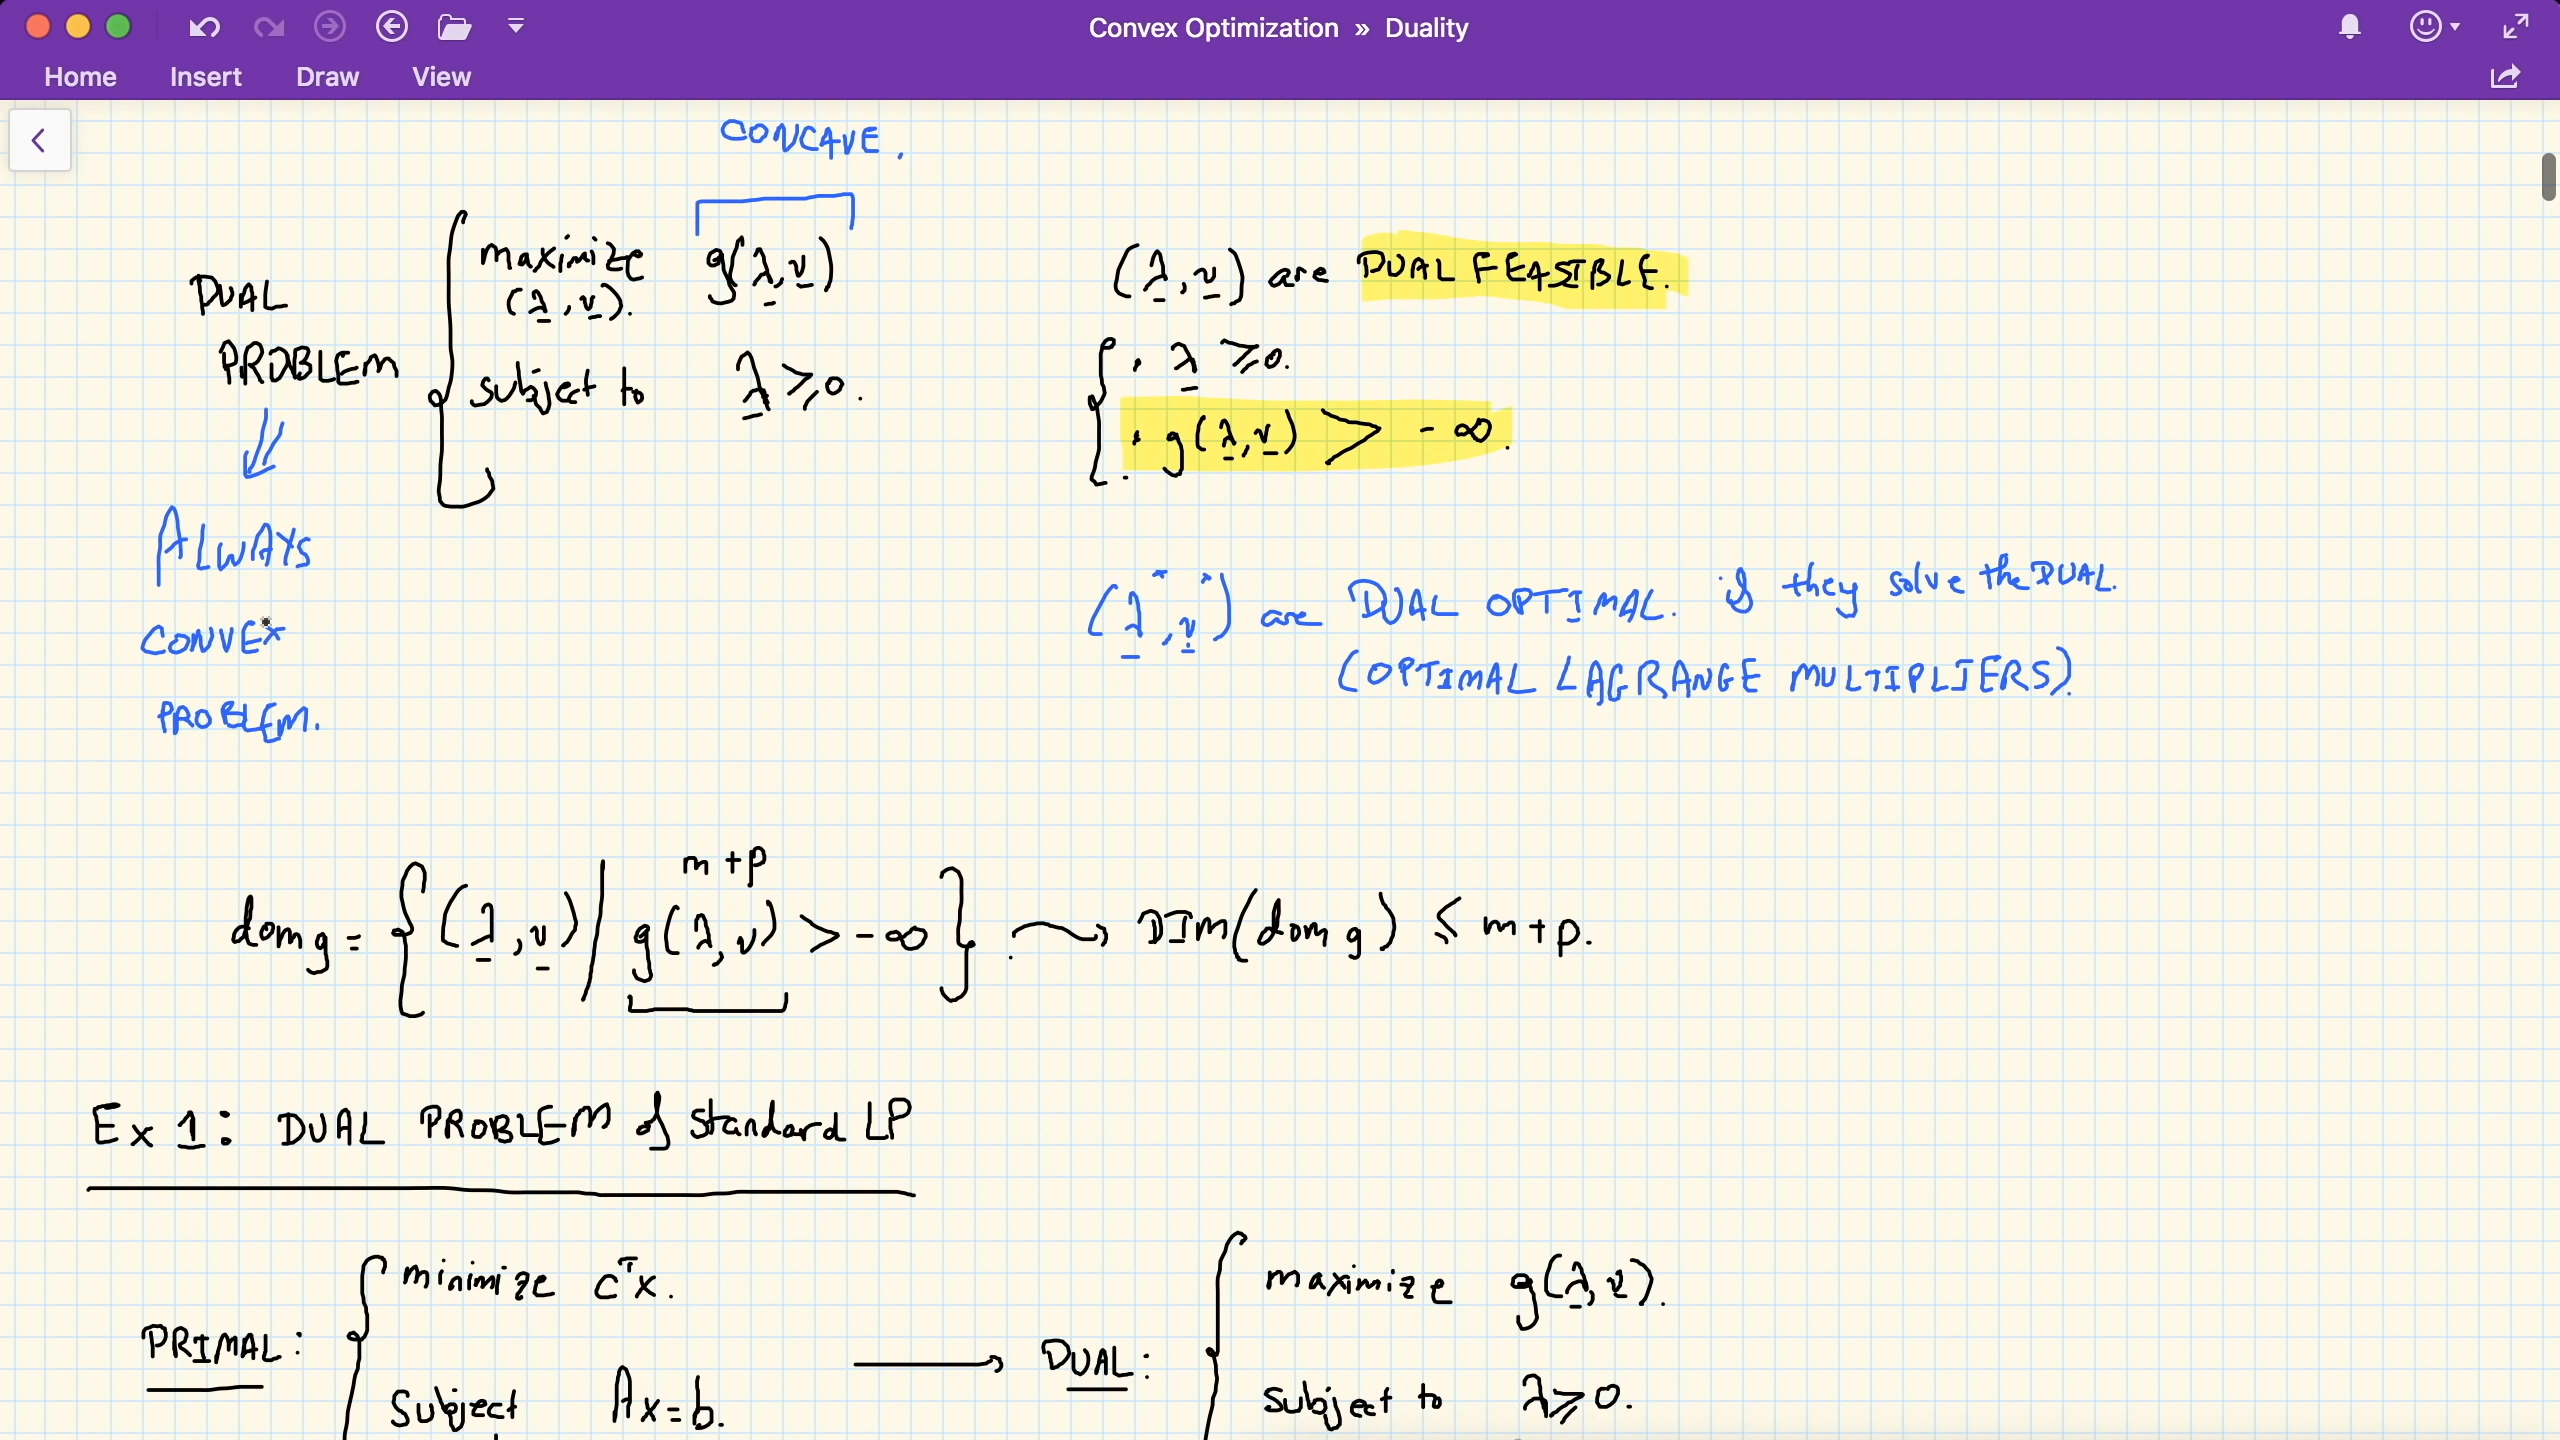 Convex Optimization » Duality
Home Insert Draw View
CONCAVE.
DUAL PROBLEM
maximize g(λ,ν)
(λ,ν).
subject to λ ≥ 0.
(λ,ν) are DUAL FEASIBLE.
· λ ≥ 0.
· g(λ,ν) > -∞.
ALWAYS
CONVEX
PROBLEM.
(λ*,ν*) are DUAL OPTIMAL. if they solve the DUAL.
(OPTIMAL LAGRANGE MULTIPLIERS).
m+p
dom g = {(λ,ν) | g(λ,ν) > -∞}. ⤳ DIM(dom g) ≤ m+p.
Ex 1: DUAL PROBLEM of standard LP
PRIMAL:
minimize cᵀx.
Subject Ax=b.
→ DUAL:
maximize g(λ,ν).
subject to λ ≥ 0.